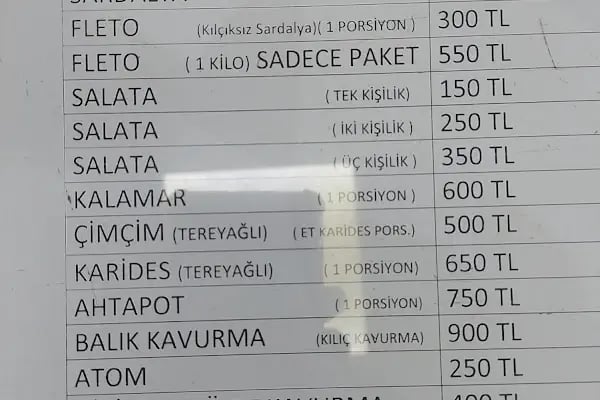 FLETO (Kılçıksız Sardalya)( 1 PORSİYON) 300 TL
FLETO ( 1 KİLO) SADECE PAKET 550 TL
SALATA ( TEK KİŞİLİK) 150 TL
SALATA ( İKİ KİŞİLİK ) 250 TL
SALATA ( ÜÇ KİŞİLİK ) 350 TL
KALAMAR ( 1 PORSİYON ) 600 TL
ÇİMÇİM (TEREYAĞLI) ( ET KARİDES PORS.) 500 TL
KARİDES (TEREYAĞLI) ( 1 PORSİYON) 650 TL
AHTAPOT ( 1 PORSİYON) 750 TL
BALIK KAVURMA (KILIÇ KAVURMA) 900 TL
ATOM 250 TL